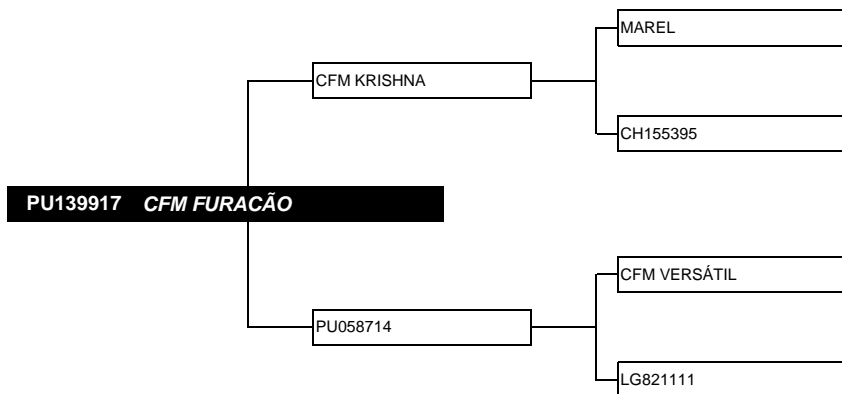 MAREL
CFM KRISHNA
CH155395
PU139917 CFM FURACÃO
CFM VERSÁTIL
PU058714
LG821111